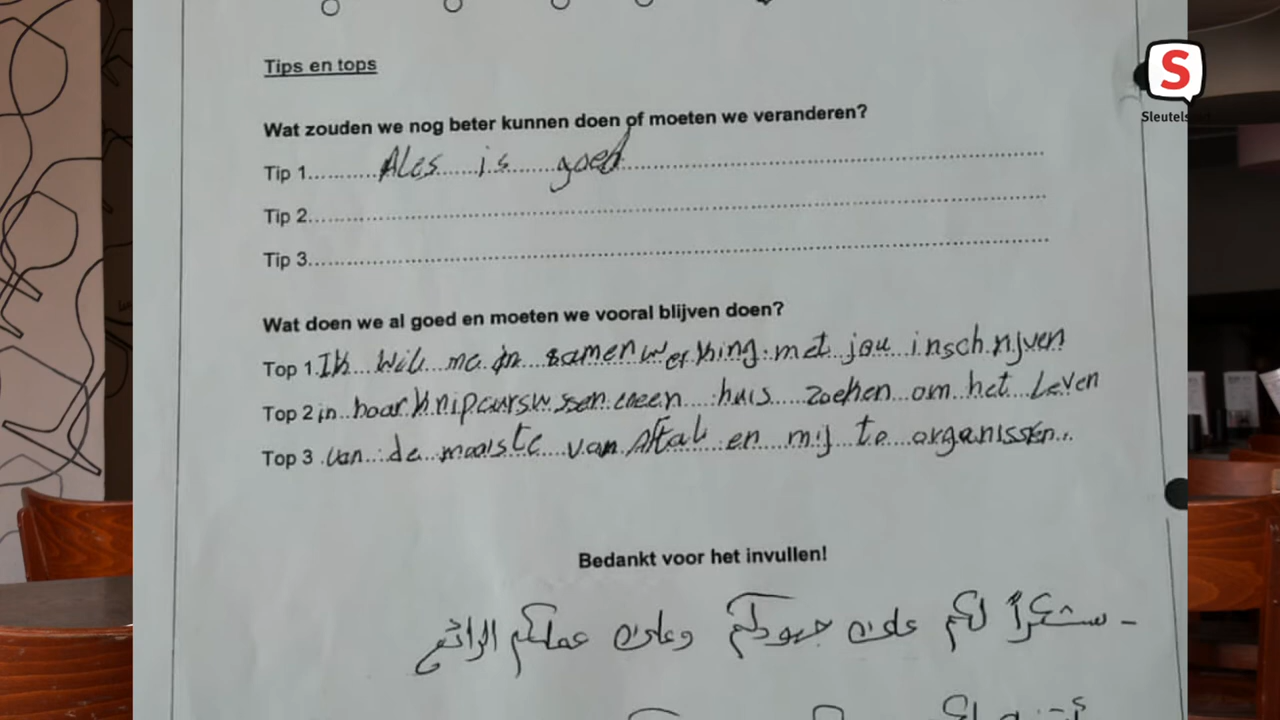 S
Sleutels
Tips en tops
Wat zouden we nog beter kunnen doen of moeten we veranderen?
Tip 1.......... Ales is goed
Tip 2
Tip 3
Wat doen we al goed en moeten we vooral blijven doen?
Top 1. Ik wil me in samenwerking met jou inschrijven
Top 2 in haar knipcursussen een huis zoeken om het leven
Top 3 van de van Aftal en mij te organissen
Bedankt voor het invullen!
- شكراً لكم على جهودكم وعلى عملكم الرائع